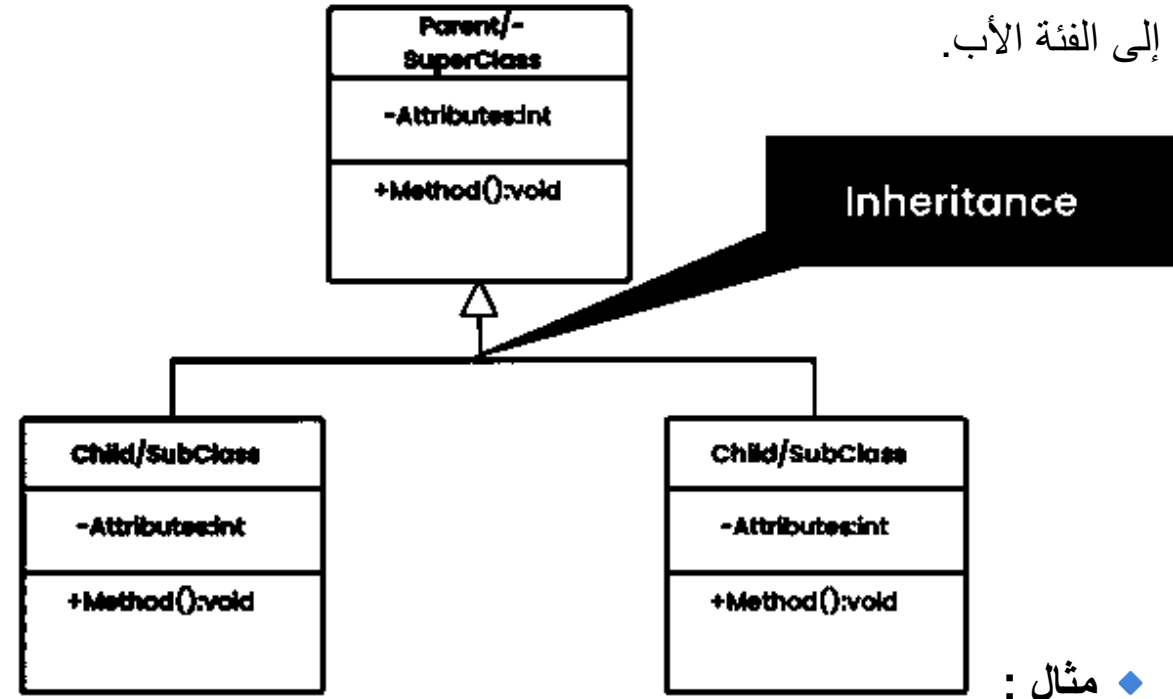 إلى الفئة الأب.
Parent/-
SuperClass
-Attributes:int
+Method():void
Inheritance
Child/SubClass
-Attributes:int
+Method():void
Child/SubClass
-Attributes:int
+Method():void
مثال :